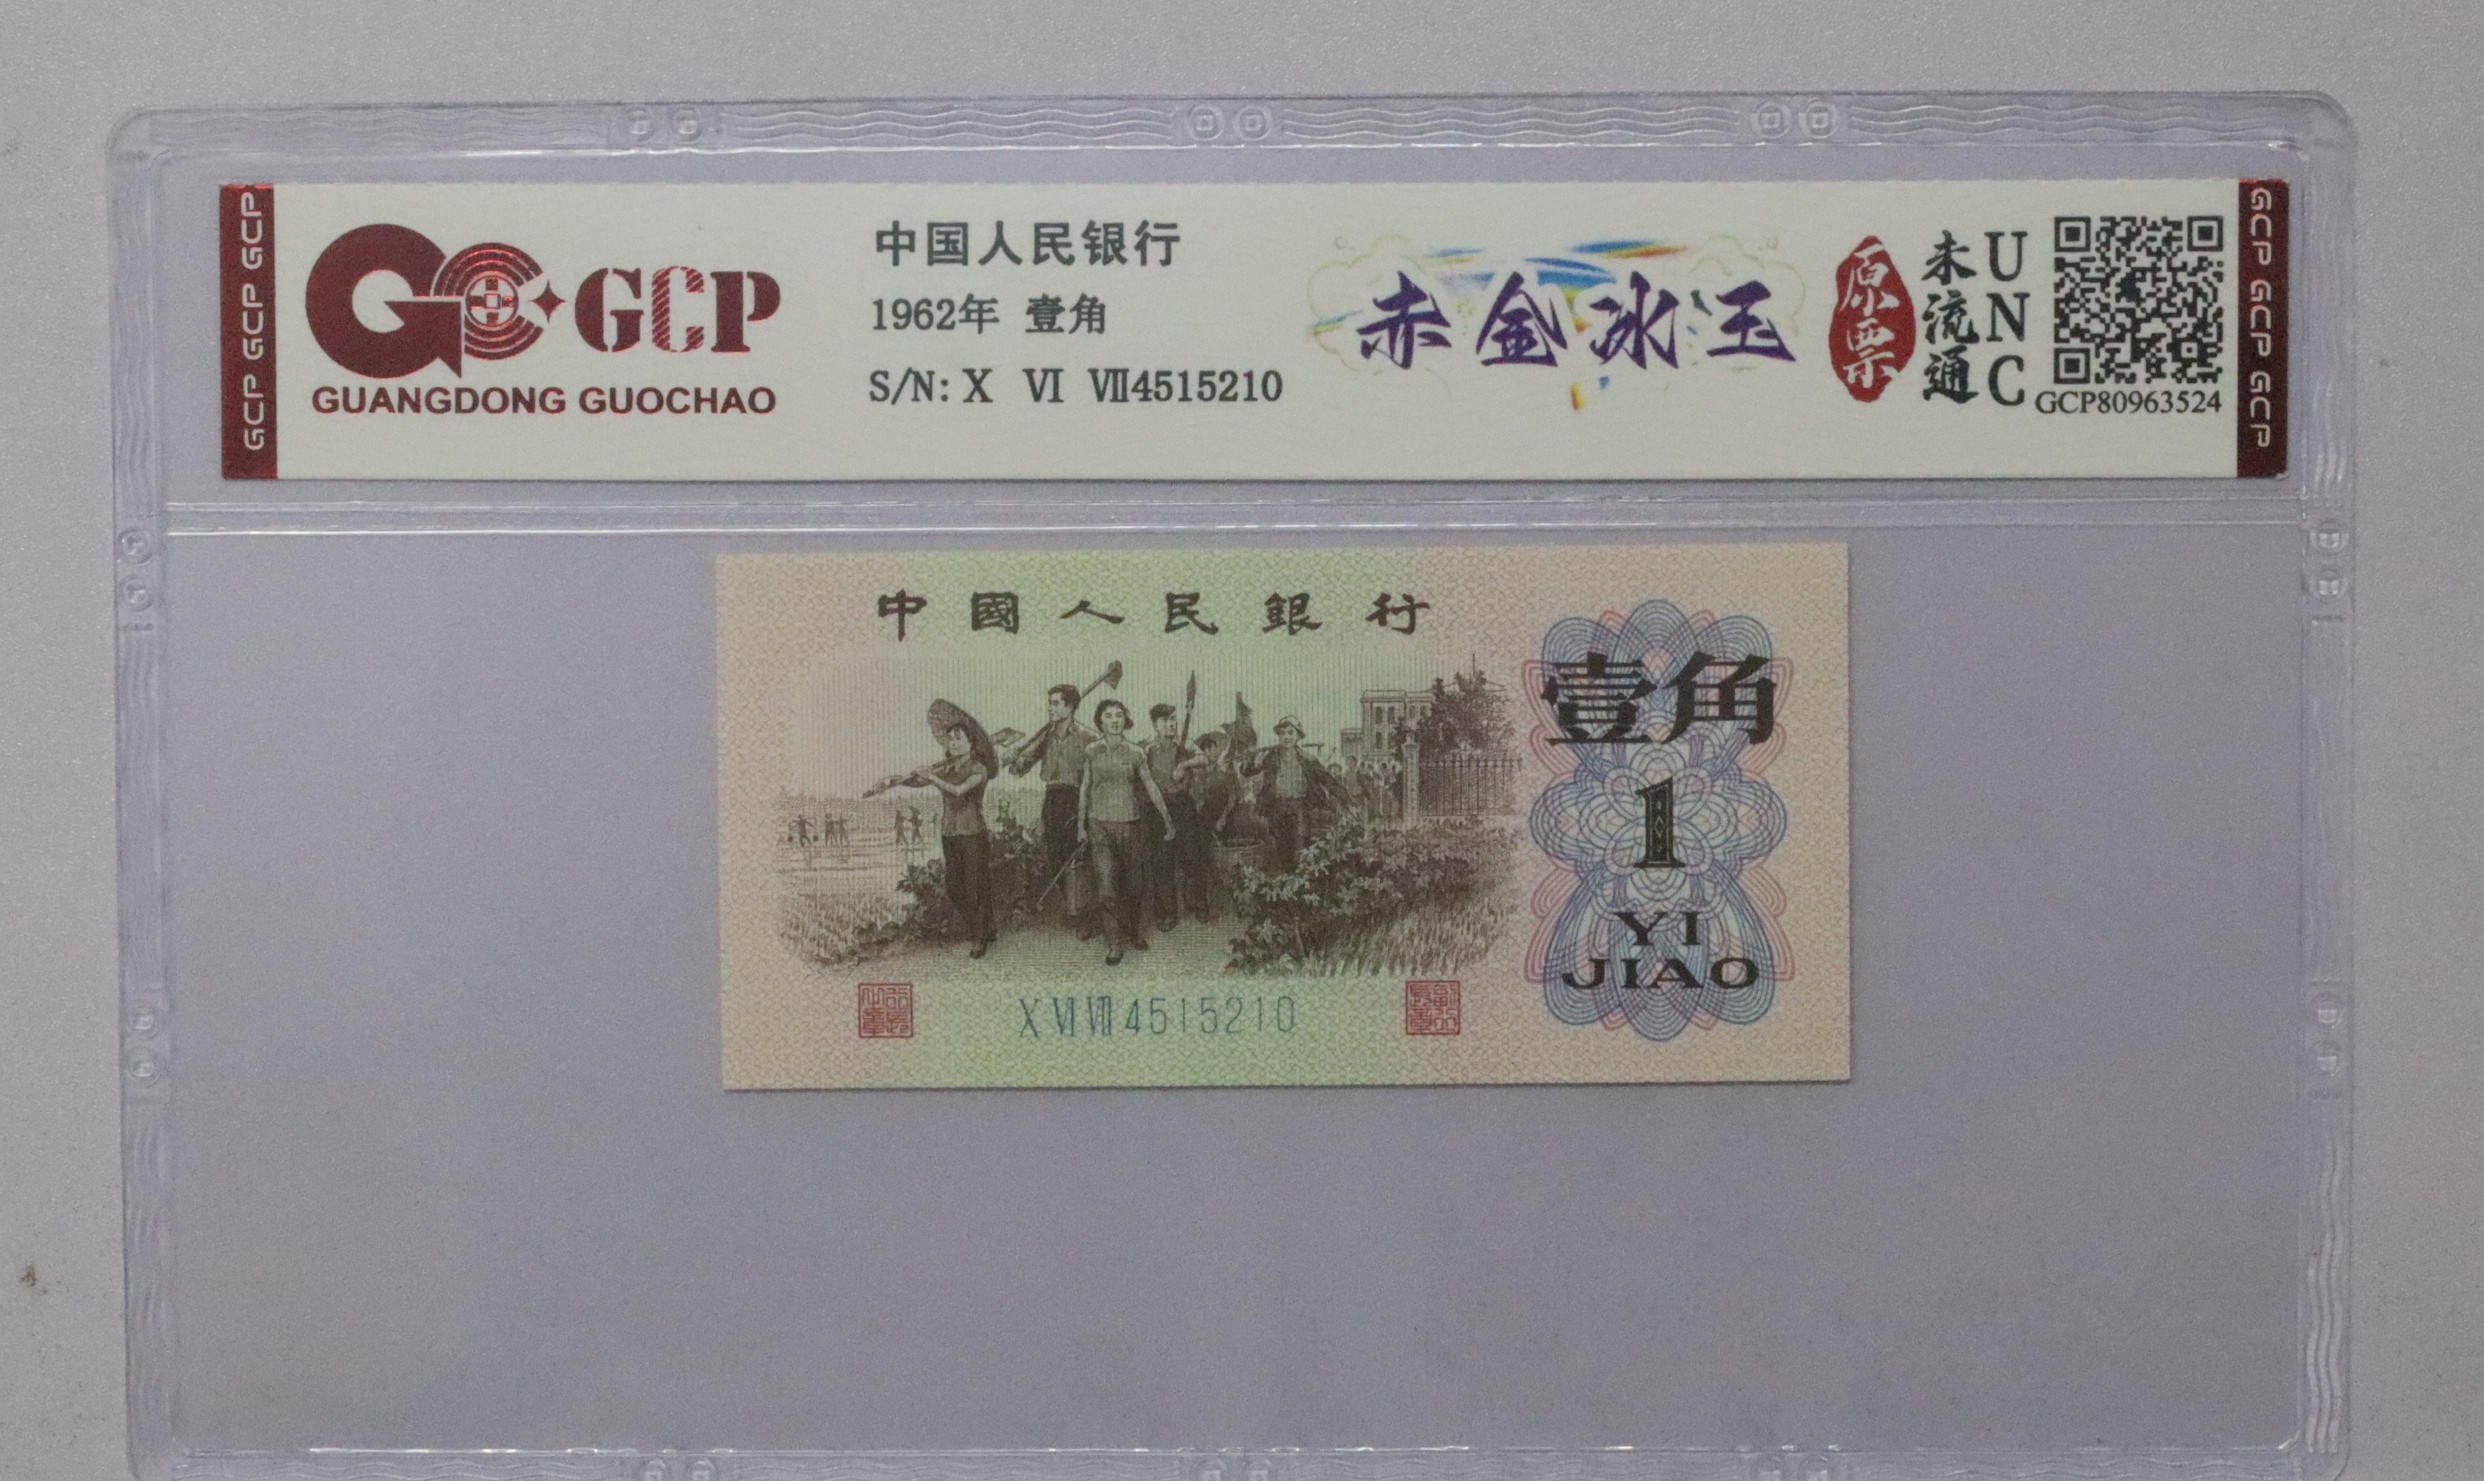 GCP GCP GCP
GCP
GUANGDONG GUOCHAO
中国人民银行
1962年 壹角
S/N: X VI VII4515210
赤金冰玉
原票
未流通
UNC
GCP80963524
GCP GCP GCP
中國人民銀行
壹角
1
YI
JIAO
X VI VII 4515210